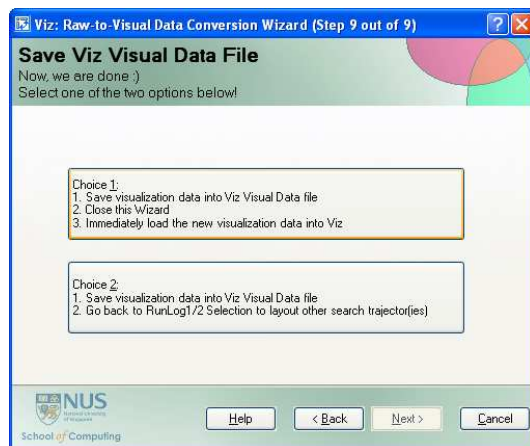 Viz: Raw-to-Visual Data Conversion Wizard (Step 9 out of 9)
Save Viz Visual Data File
Now, we are done :)
Select one of the two options below!
Choice 1:
1. Save visualization data into Viz Visual Data file
2. Close this Wizard
3. Immediately load the new visualization data into Viz
Choice 2:
1. Save visualization data into Viz Visual Data file
2. Go back to RunLog1/2 Selection to layout other search trajector(ies)
NUS
National University
of Singapore
School of Computing
Help
< Back
Next >
Cancel